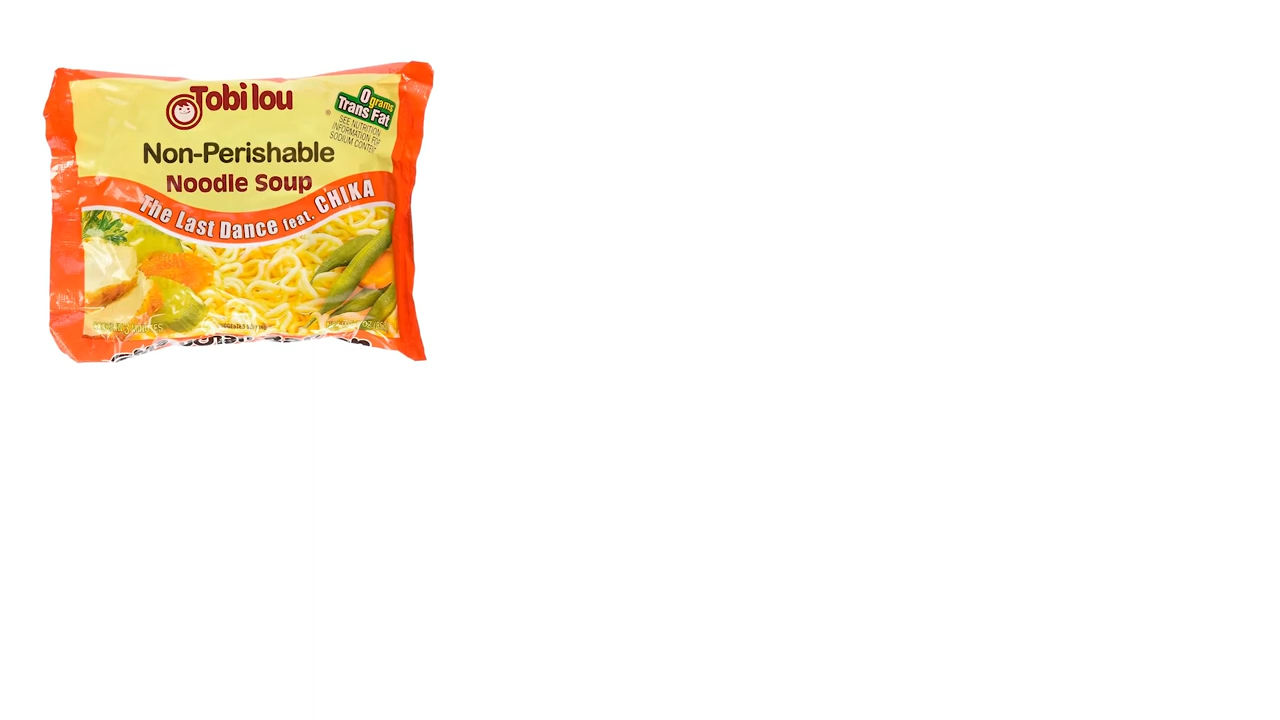 Tobi lou
0 grams
Trans Fat
SEE NUTRITION
INFORMATION FOR
SODIUM CONTENT
Non-Perishable
Noodle Soup
The Last Dance feat. CHIKA